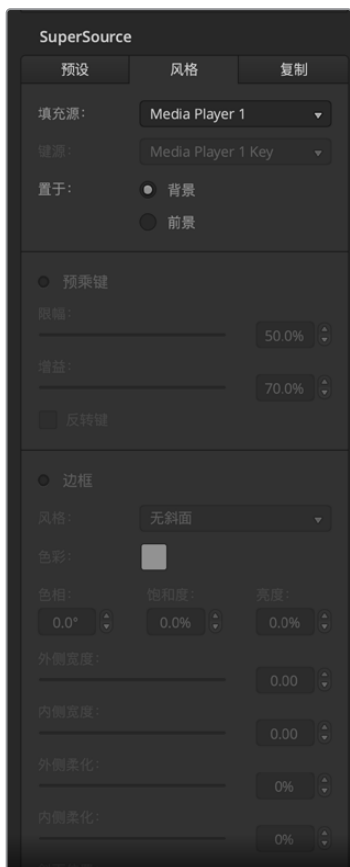 SuperSource
预设 风格 复制
填充源： Media Player 1
键源： Media Player 1 Key
置于： 背景
前景
预乘键
限幅：
50.0%
增益：
70.0%
反转键
边框
风格： 无斜面
色彩：
色相： 饱和度： 亮度：
0.0° 0.0% 0.0%
外侧宽度：
0.00
内侧宽度：
0.00
外侧柔化：
0%
内侧柔化：
0%